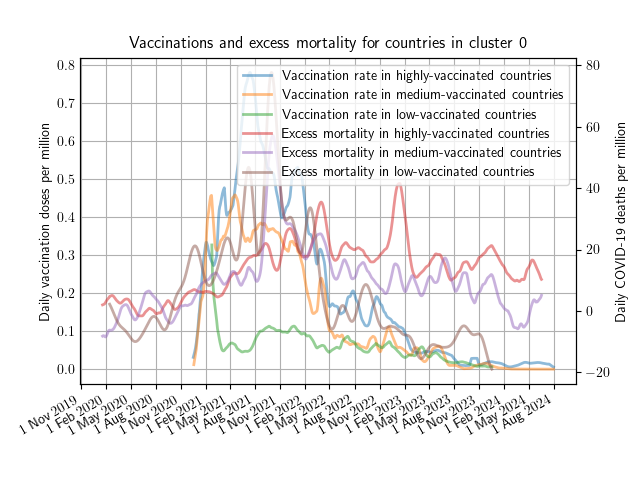 Vaccinations and excess mortality for countries in cluster 0
Vaccination rate in highly-vaccinated countries
Vaccination rate in medium-vaccinated countries
Vaccination rate in low-vaccinated countries
Excess mortality in highly-vaccinated countries
Excess mortality in medium-vaccinated countries
Excess mortality in low-vaccinated countries
Daily vaccination doses per million
0.8
0.7
0.6
0.5
0.4
0.3
0.2
0.1
0.0
Daily COVID-19 deaths per million
80
60
40
20
0
−20
1 Nov 2019
1 Feb 2020
1 May 2020
1 Aug 2020
1 Nov 2020
1 Feb 2021
1 May 2021
1 Aug 2021
1 Nov 2021
1 Feb 2022
1 May 2022
1 Aug 2022
1 Nov 2022
1 Feb 2023
1 May 2023
1 Aug 2023
1 Nov 2023
1 Feb 2024
1 May 2024
1 Aug 2024